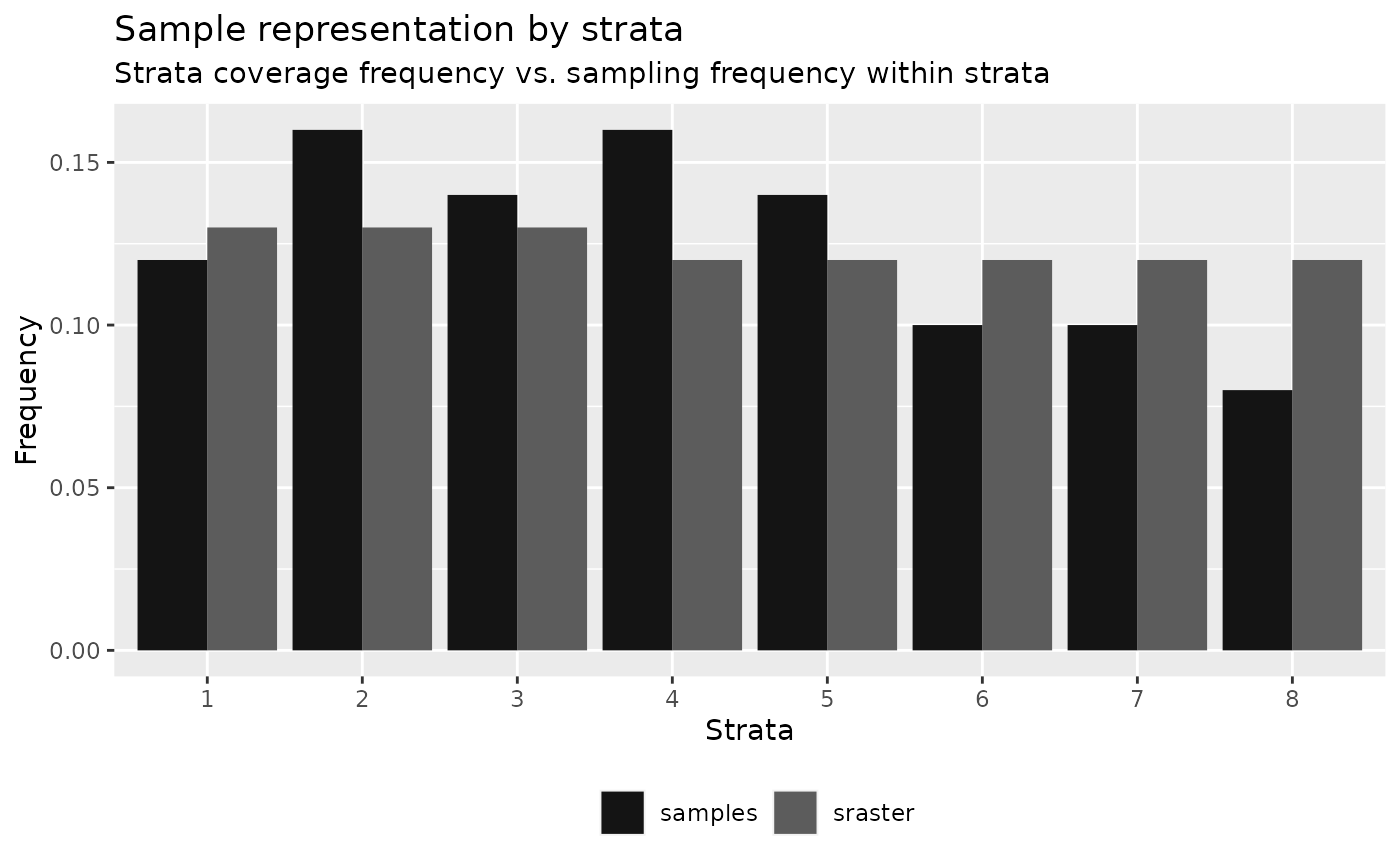 Sample representation by strata
Strata coverage frequency vs. sampling frequency within strata
0.15
0.10
0.05
0.00
Frequency
1 2 3 4 5 6 7 8
Strata
samples sraster